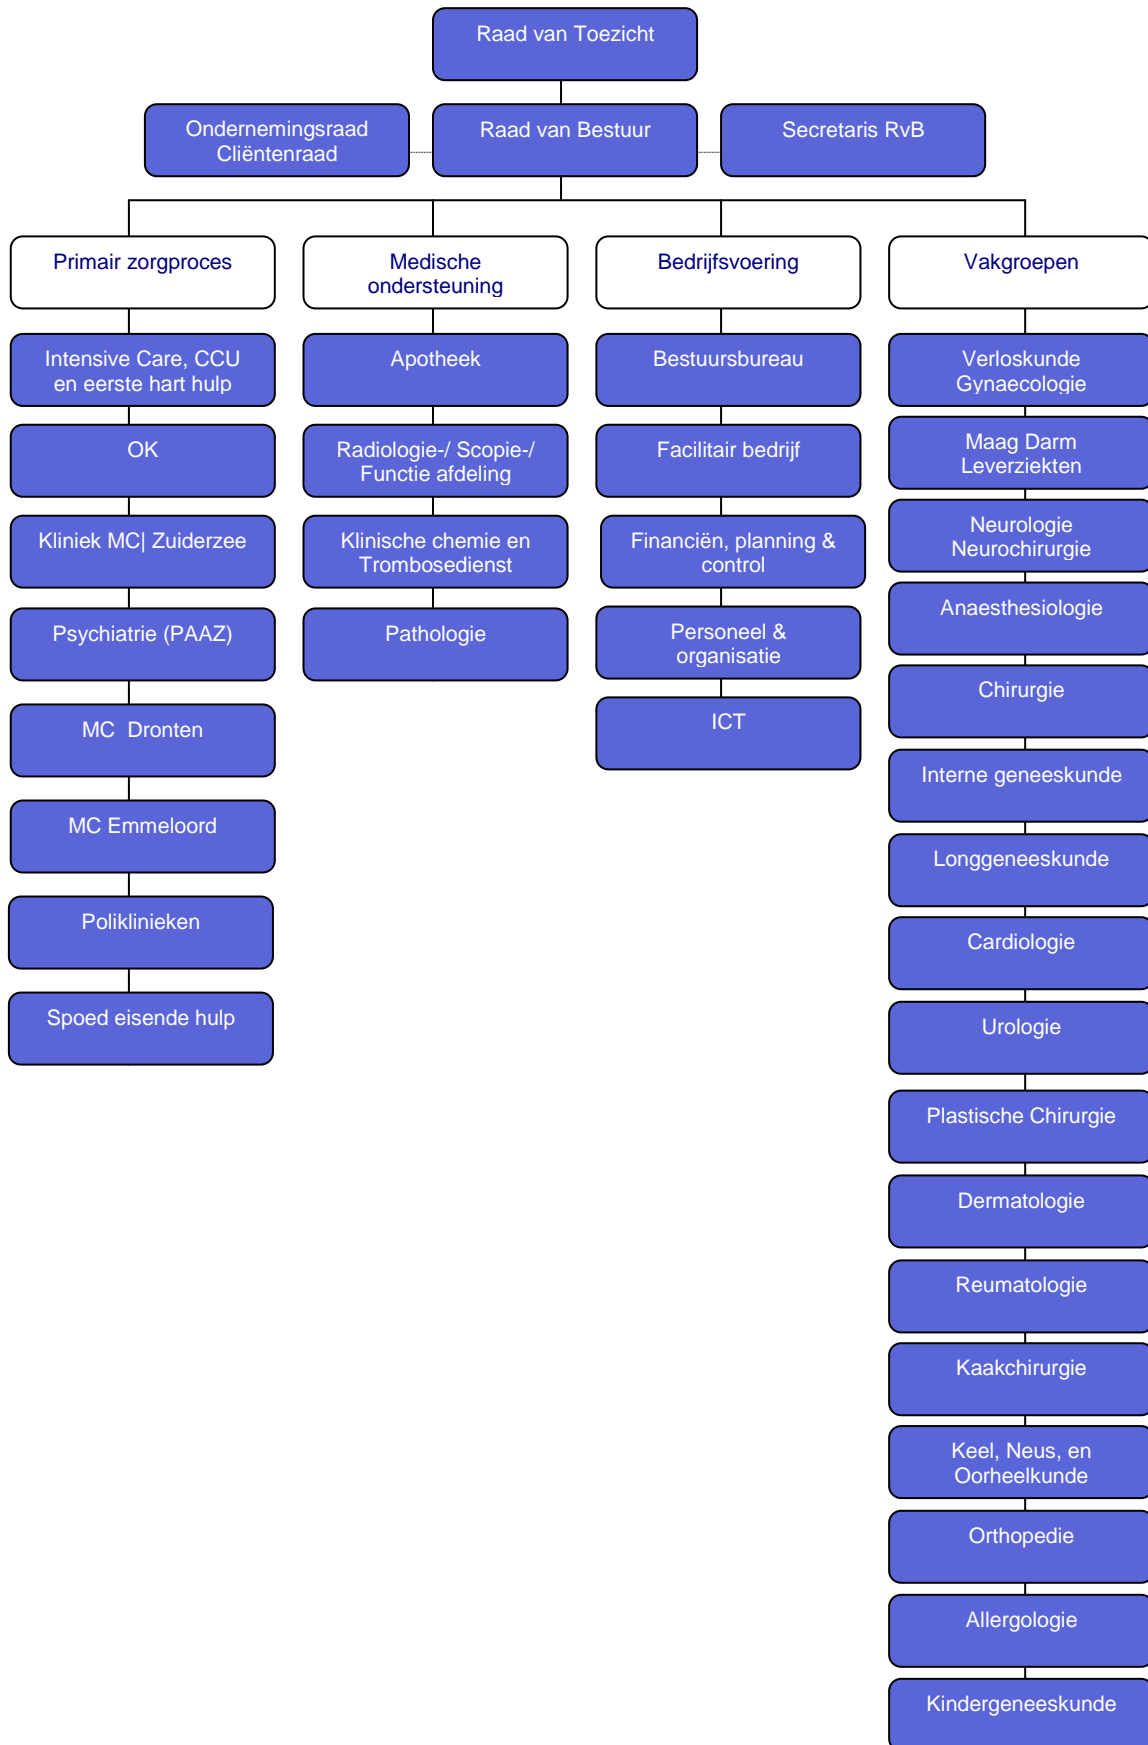 Raad van Toezicht
Ondernemingsraad
Cliëntenraad
Raad van Bestuur
Secretaris RvB
Primair zorgproces
Medische
ondersteuning
Bedrijfsvoering
Vakgroepen
Intensive Care, CCU
en eerste hart hulp
OK
Kliniek MC| Zuiderzee
Psychiatrie (PAAZ)
MC Dronten
MC Emmeloord
Poliklinieken
Spoed eisende hulp
Apotheek
Radiologie-/ Scopie-/
Functie afdeling
Klinische chemie en
Trombosedienst
Pathologie
Bestuursbureau
Facilitair bedrijf
Financiën, planning &
control
Personeel &
organisatie
ICT
Verloskunde
Gynaecologie
Maag Darm
Leverziekten
Neurologie
Neurochirurgie
Anaesthesiologie
Chirurgie
Interne geneeskunde
Longgeneeskunde
Cardiologie
Urologie
Plastische Chirurgie
Dermatologie
Reumatologie
Kaakchirurgie
Keel, Neus, en
Oorheelkunde
Orthopedie
Allergologie
Kindergeneeskunde